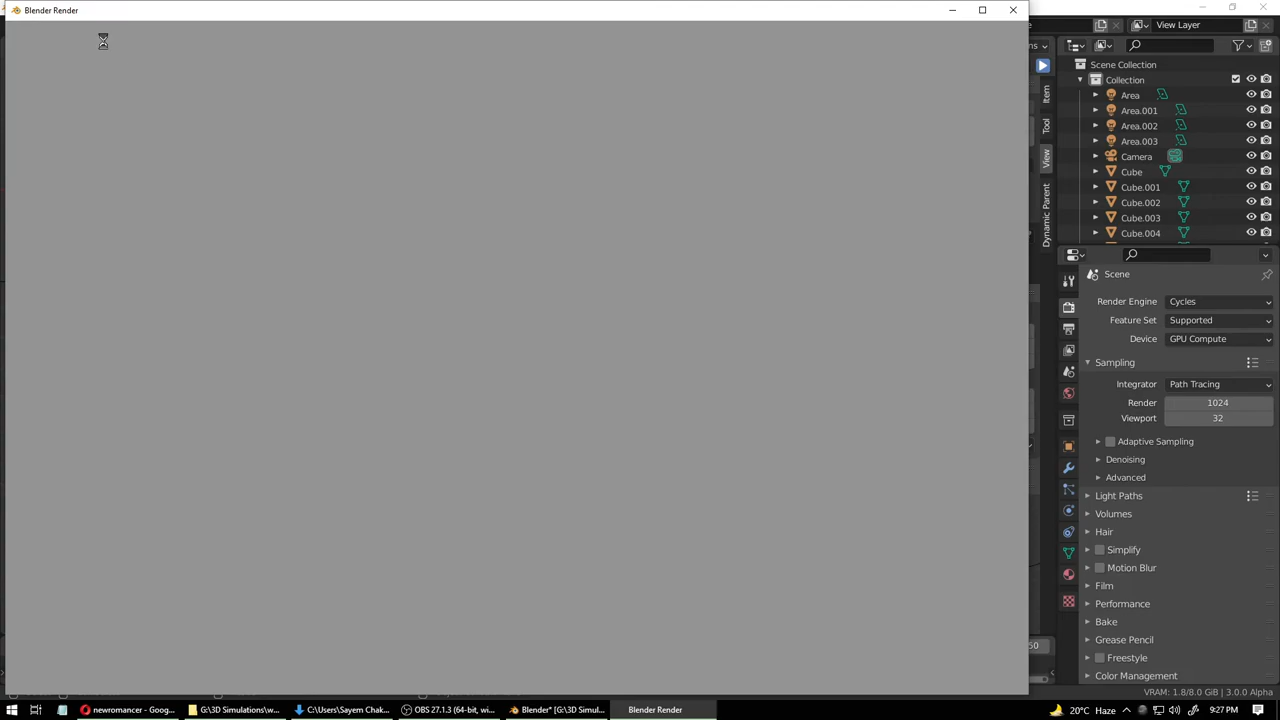 Blender Render
View Layer
Scene Collection
Collection
Area
Area.001
Area.002
Area.003
Camera
Cube
Cube.001
Cube.002
Cube.003
Cube.004
Item
Tool
View
Dynamic Parent
Scene
Render Engine Cycles
Feature Set Supported
Device GPU Compute
Sampling
Integrator Path Tracing
Render 1024
Viewport 32
Adaptive Sampling
Denoising
Advanced
Light Paths
Volumes
Hair
Simplify
Motion Blur
Film
Performance
Bake
Grease Pencil
Freestyle
Color Management
VRAM: 1.8/8.0 GiB | 3.0.0 Alpha
newromancer - Goog...
G:\3D Simulations\w...
C:\Users\Sayem Chak...
OBS 27.1.3 (64-bit, wi...
Blender* [G:\3D Simul...
Blender Render
20°C Haze
9:27 PM